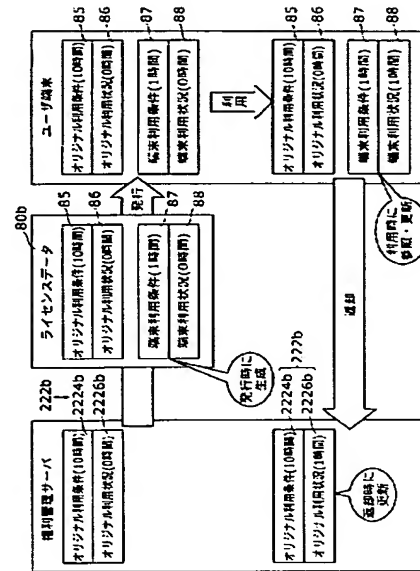 権利管理サーバ
222b
オリジナル利用条件(10時間)
2224b
オリジナル利用状況(0時間)
2226b
オリジナル利用条件(10時間)
2224b
オリジナル利用状況(1時間)
2226b
222b
返却時に
更新
80b
ライセンスデータ
オリジナル利用条件(10時間)
85
オリジナル利用状況(0時間)
86
端末利用条件(1時間)
87
端末利用状況(0時間)
88
発行時に
生成
発行
返却
ユーザ端末
オリジナル利用条件(10時間)
85
オリジナル利用状況(0時間)
86
端末利用条件(1時間)
87
端末利用状況(0時間)
88
利用
オリジナル利用条件(10時間)
85
オリジナル利用状況(0時間)
86
端末利用条件(1時間)
87
端末利用状況(1時間)
88
利用時に
参照・更新